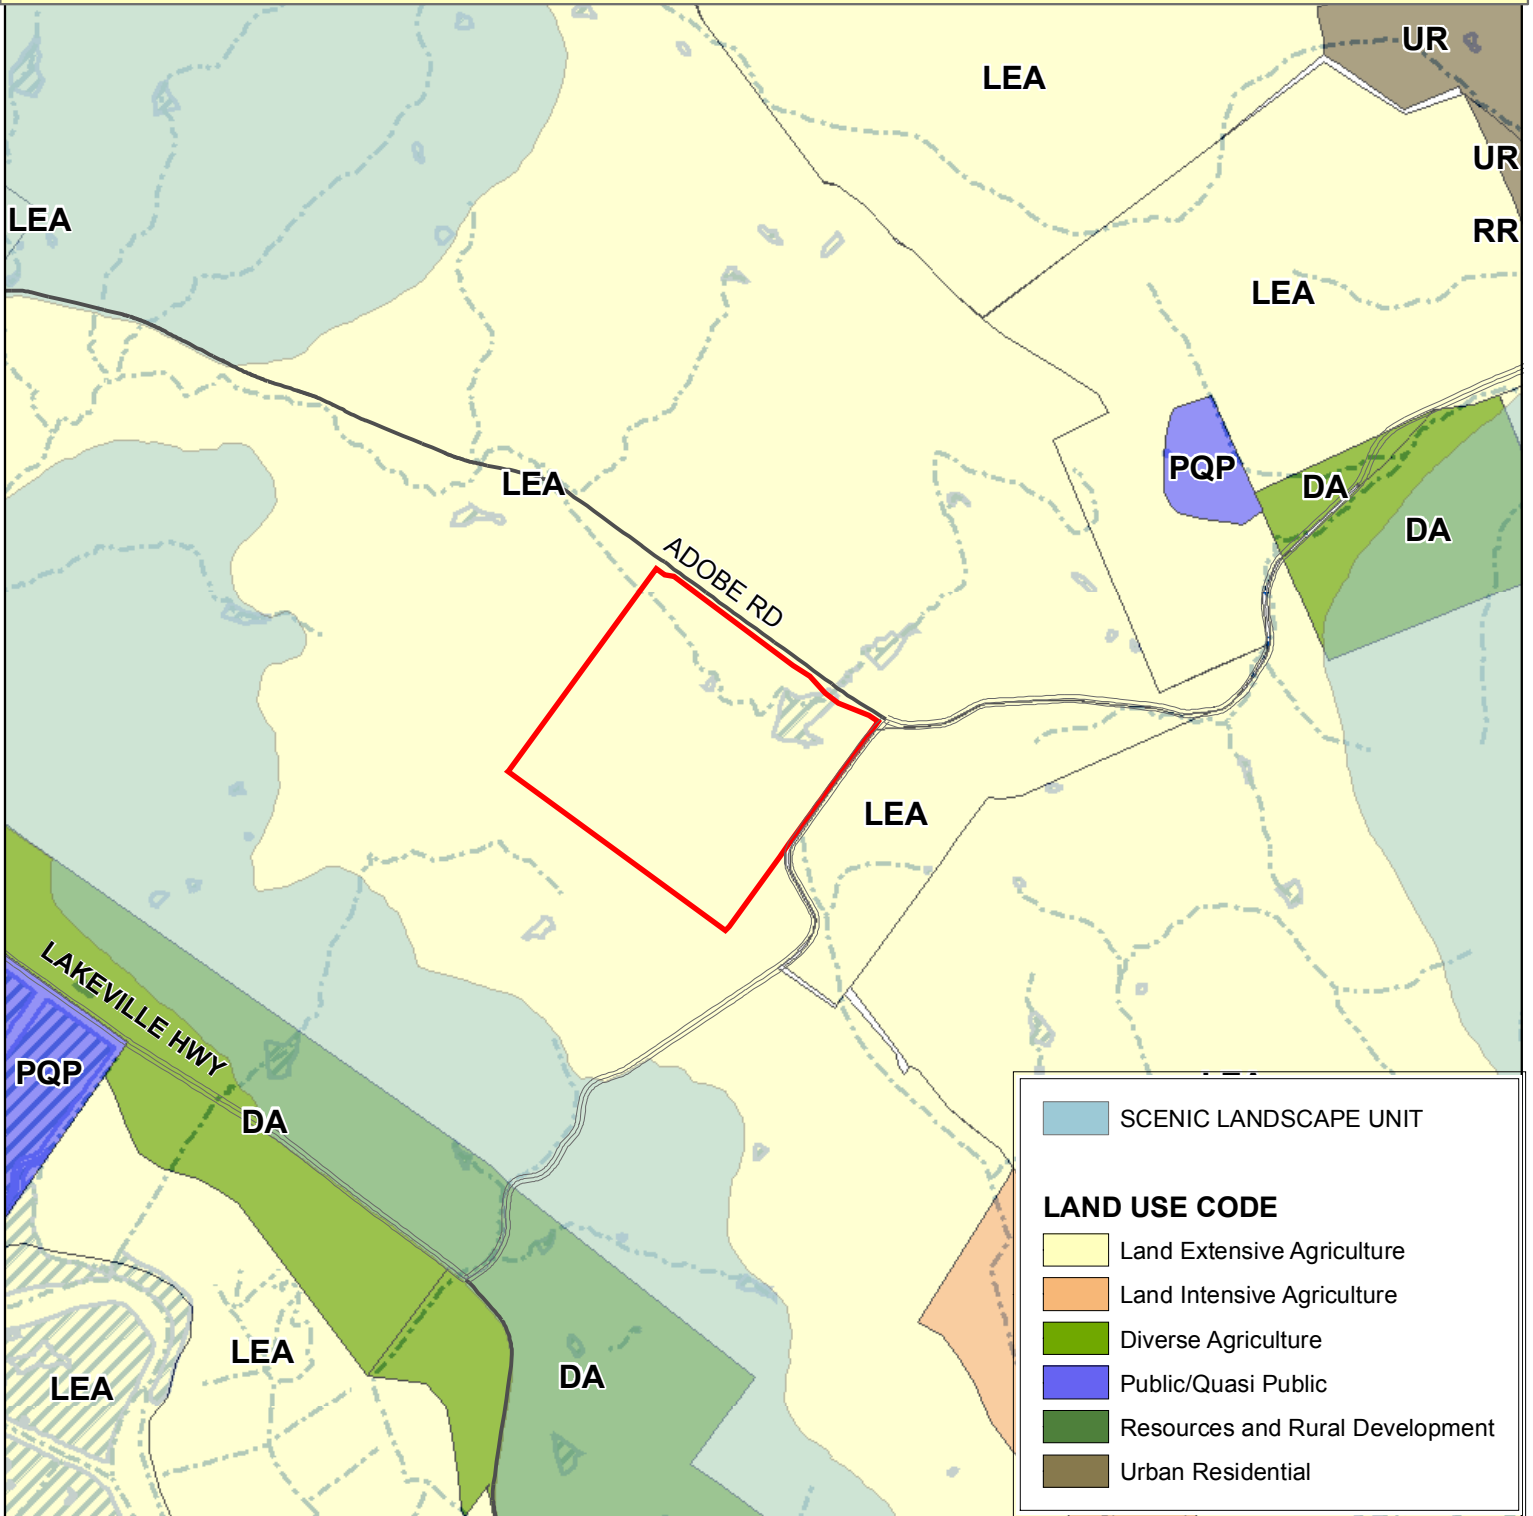 UR
LEA
UR
LEA
RR
LEA
PQP
LEA
DA
DA
ADOBE RD
LEA
LAKEVILLE HWY
PQP
DA
LEA
DA
LEA
SCENIC LANDSCAPE UNIT
LAND USE CODE
Land Extensive Agriculture
Land Intensive Agriculture
Diverse Agriculture
Public/Quasi Public
Resources and Rural Development
Urban Residential